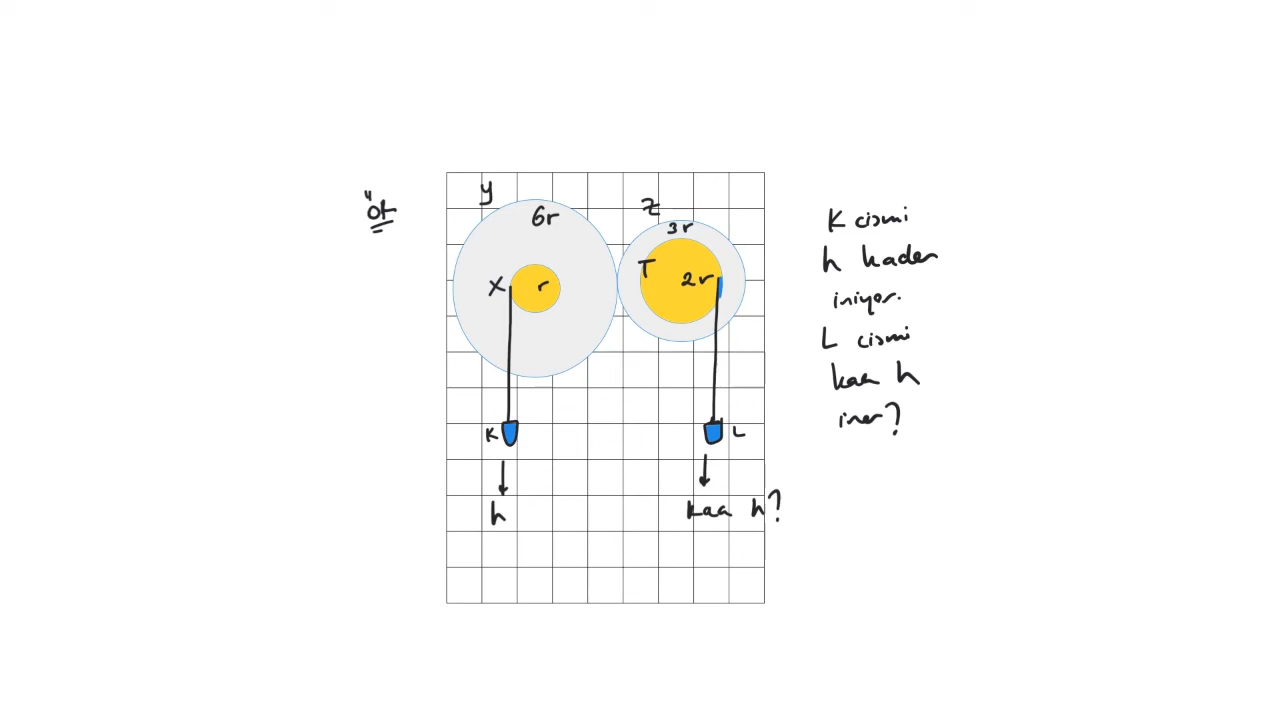 ör
y
6r
z
3r
X
r
T
2r
K
L
h
kaç h?
K cismi
h kadar
iniyor.
L cismi
kaç h
iner?